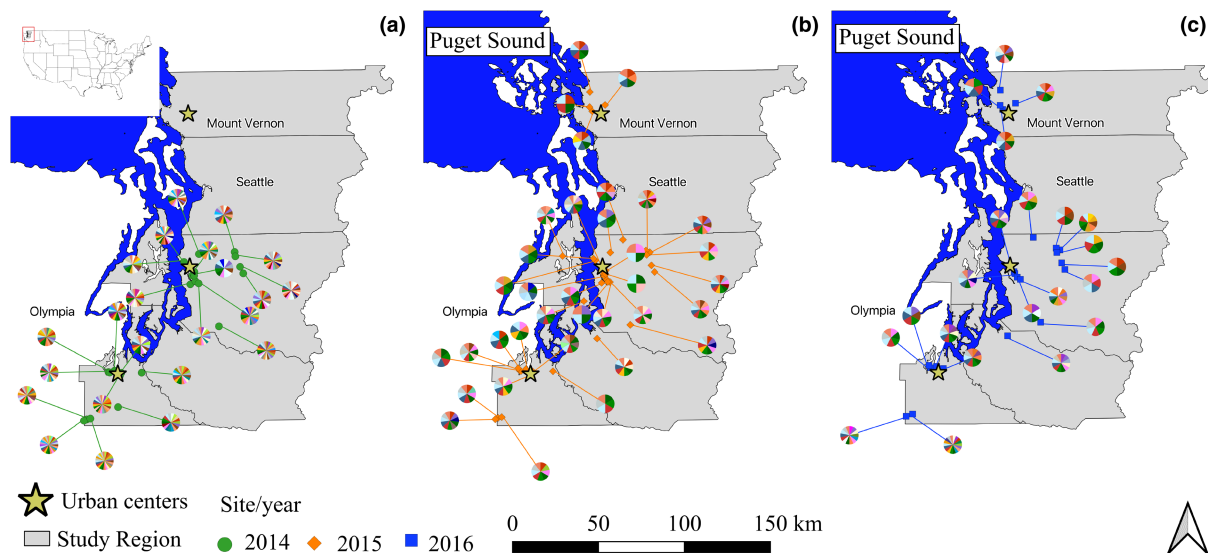 (a)
Mount Vernon
Seattle
Olympia
Puget Sound
(b)
Mount Vernon
Seattle
Olympia
Puget Sound
(c)
Mount Vernon
Seattle
Olympia
Urban centers
Site/year
Study Region
2014
2015
2016
0 50 100 150 km